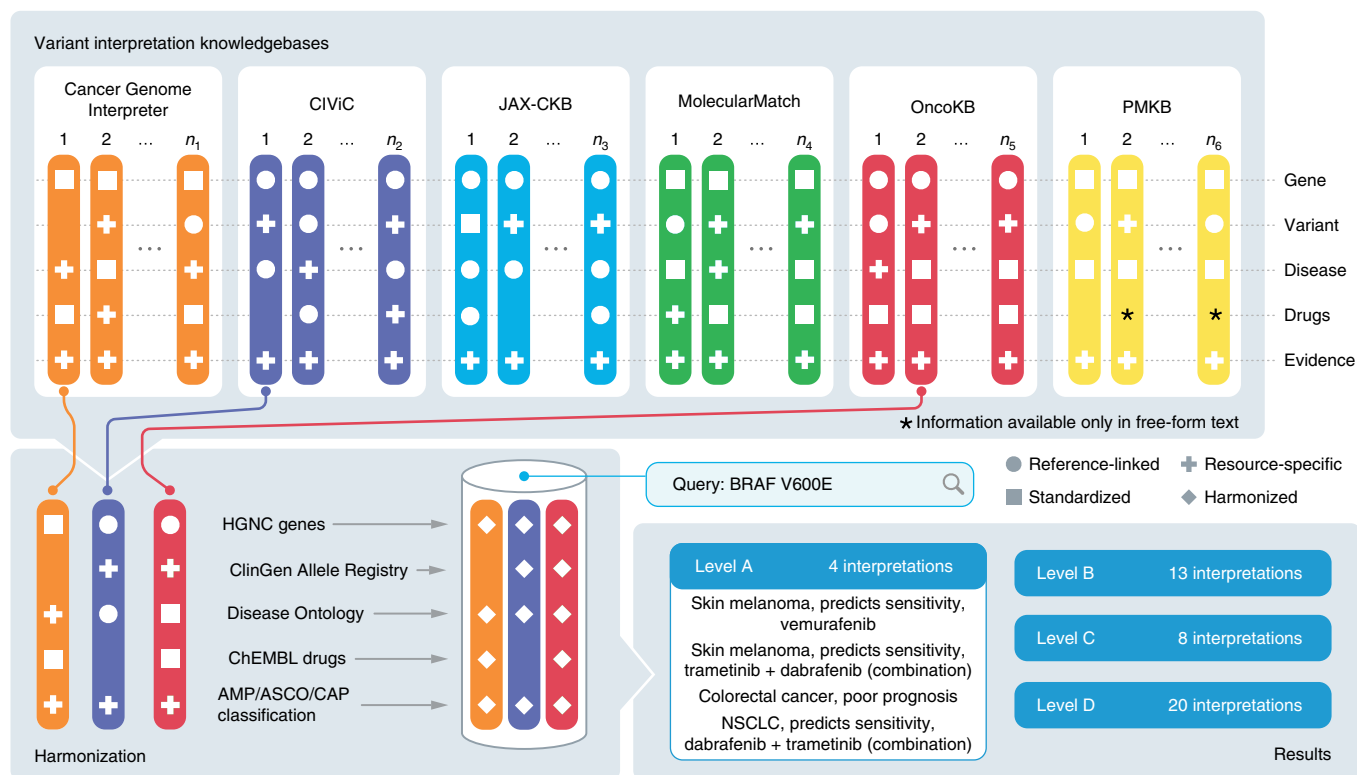 Variant interpretation knowledgebases
Cancer Genome
Interpreter
CIViC
JAX-CKB
MolecularMatch
OncoKB
PMKB
1 2 ... n1
1 2 ... n2
1 2 ... n3
1 2 ... n4
1 2 ... n5
1 2 ... n6
Gene
Variant
... ... ... ... ... ...
Disease
Drugs
* *
Evidence
* Information available only in free-form text
Reference-linked
Resource-specific
Standardized
Harmonized
Query: BRAF V600E
HGNC genes
ClinGen Allele Registry
Disease Ontology
ChEMBL drugs
AMP/ASCO/CAP
classification
Harmonization
Level A 4 interpretations
Skin melanoma, predicts sensitivity,
vemurafenib
Skin melanoma, predicts sensitivity,
trametinib + dabrafenib (combination)
Colorectal cancer, poor prognosis
NSCLC, predicts sensitivity,
dabrafenib + trametinib (combination)
Level B 13 interpretations
Level C 8 interpretations
Level D 20 interpretations
Results